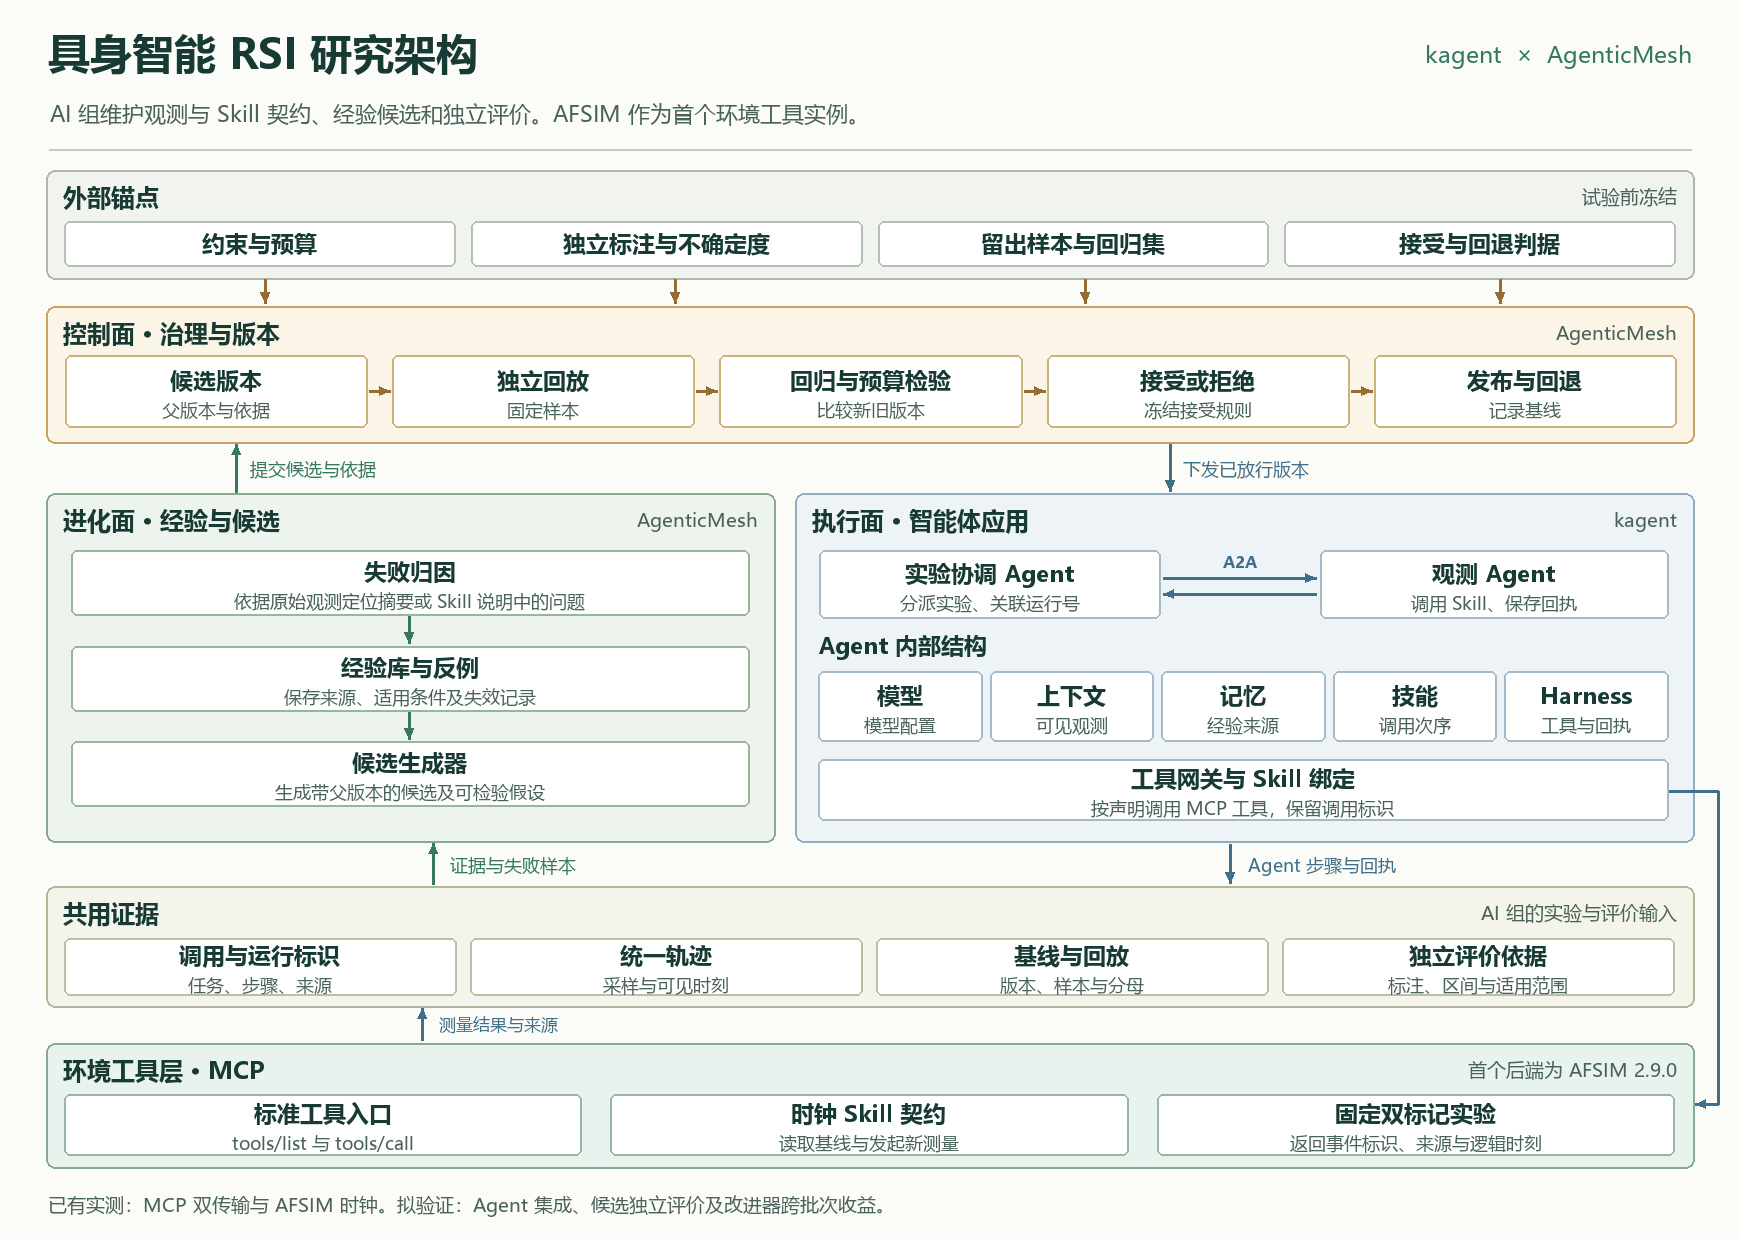 具身智能 RSI 研究架构
kagent × AgenticMesh
AI 组维护观测与 Skill 契约、经验候选和独立评价。AFSIM 作为首个环境工具实例。
外部锚点
试验前冻结
约束与预算
独立标注与不确定度
留出样本与回归集
接受与回退判据
控制面·治理与版本
AgenticMesh
候选版本
父版本与依据
独立回放
固定样本
回归与预算检验
比较新旧版本
接受或拒绝
冻结接受规则
发布与回退
记录基线
提交候选与依据
下发已放行版本
进化面·经验与候选
AgenticMesh
失败归因
依据原始观测定位摘要或 Skill 说明中的问题
经验库与反例
保存来源、适用条件及失效记录
候选生成器
生成带父版本的候选及可检验假设
执行面·智能体应用
kagent
实验协调 Agent
分派实验、关联运行号
A2A
观测 Agent
调用 Skill、保存回执
Agent 内部结构
模型
模型配置
上下文
可见观测
记忆
经验来源
技能
调用次序
Harness
工具与回执
工具网关与 Skill 绑定
按声明调用 MCP 工具，保留调用标识
证据与失败样本
Agent 步骤与回执
共用证据
AI 组的实验与评价输入
调用与运行标识
任务、步骤、来源
统一轨迹
采样与可见时刻
基线与回放
版本、样本与分母
独立评价依据
标注、区间与适用范围
测量结果与来源
环境工具层·MCP
首个后端为 AFSIM 2.9.0
标准工具入口
tools/list 与 tools/call
时钟 Skill 契约
读取基线与发起新测量
固定双标记实验
返回事件标识、来源与逻辑时刻
已有实测：MCP 双传输与 AFSIM 时钟。拟验证：Agent 集成、候选独立评价及改进器跨批次收益。